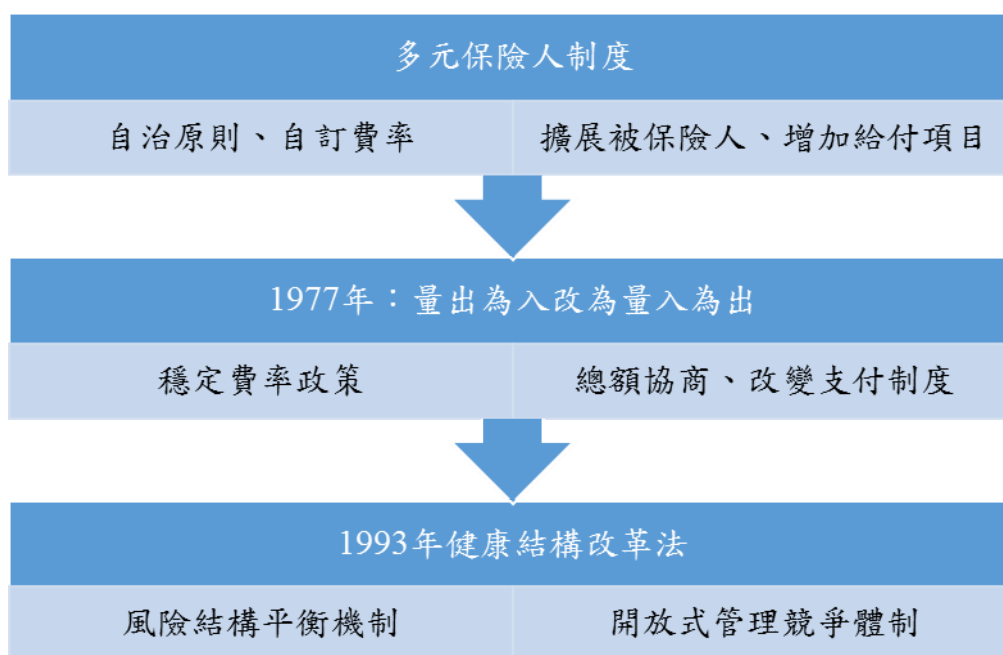 多元保險人制度
自治原則、自訂費率
擴展被保險人、增加給付項目
1977年：量出為入改為量入為出
穩定費率政策
總額協商、改變支付制度
1993年健康結構改革法
風險結構平衡機制
開放式管理競爭體制